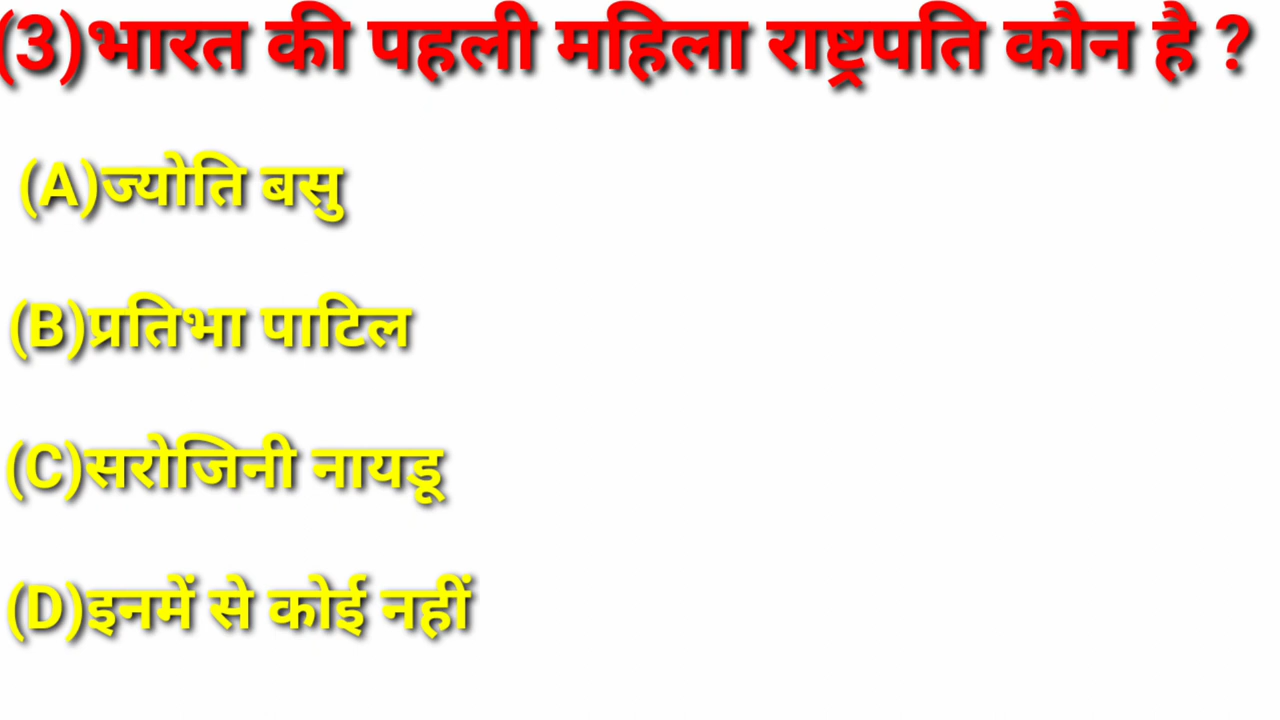 (3)भारत की पहली महिला राष्ट्रपति कौन है ?
(A)ज्योति बसु
(B)प्रतिभा पाटिल
(C)सरोजिनी नायडू
(D)इनमें से कोई नहीं